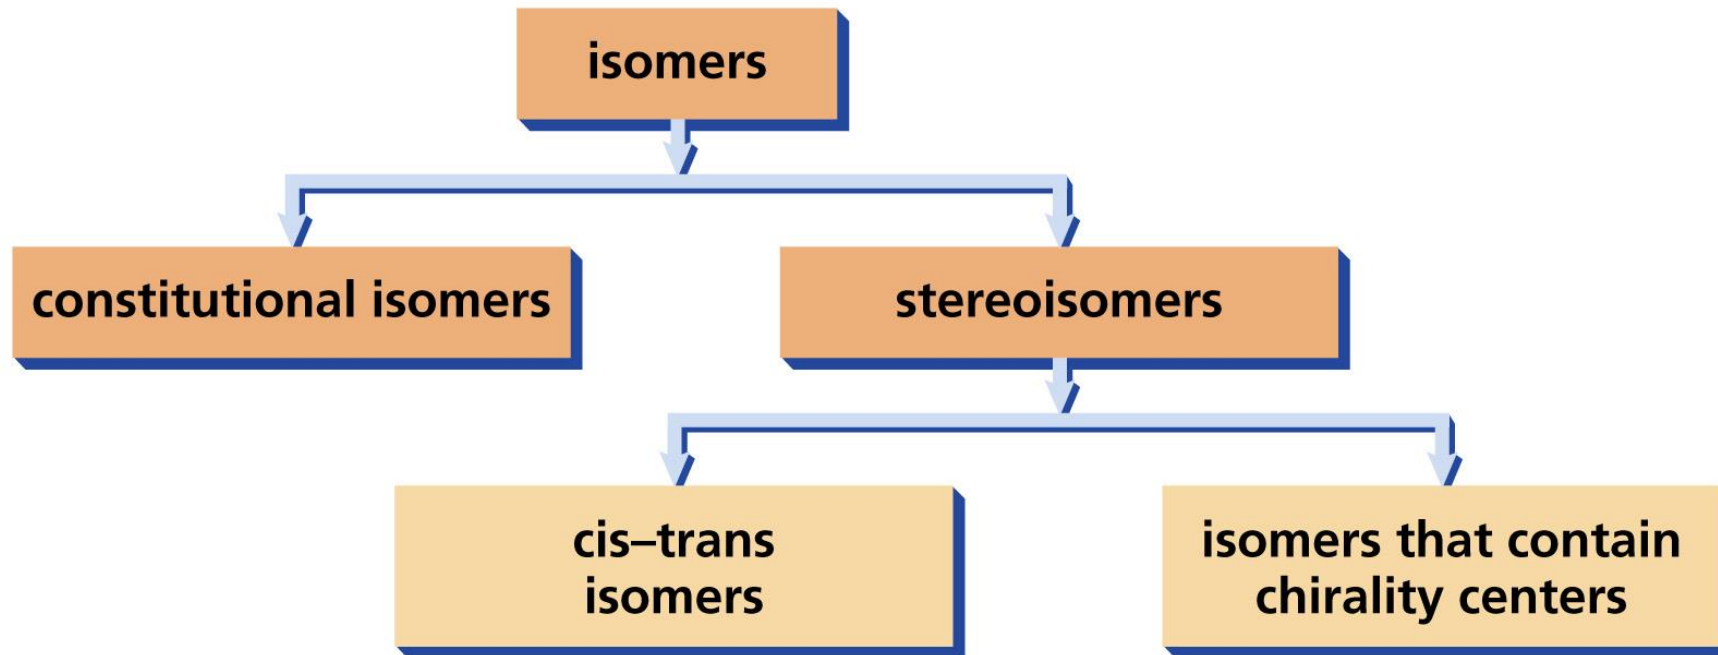 isomers
constitutional isomers
stereoisomers
cis–trans
isomers
isomers that contain
chirality centers